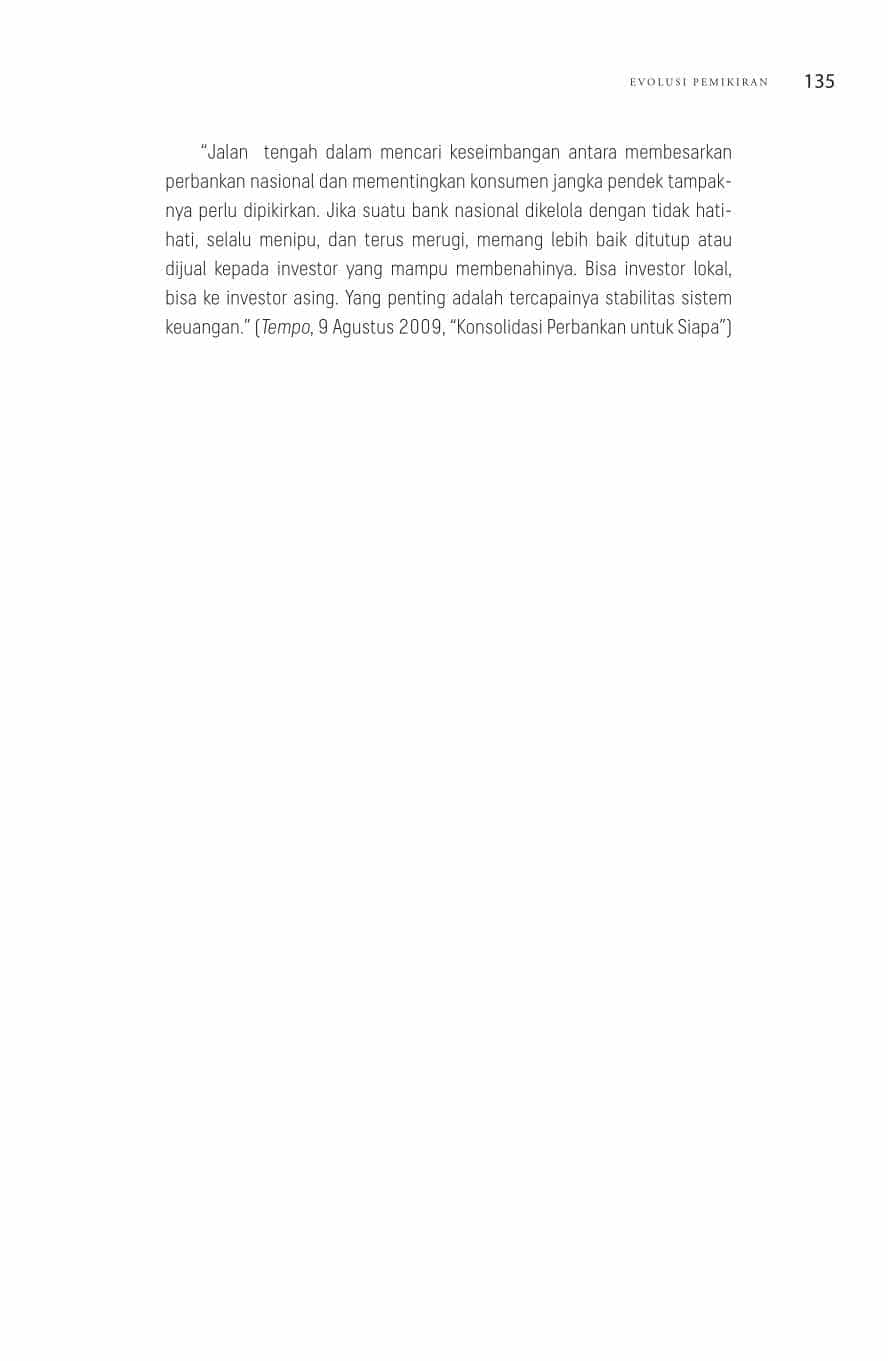 EVOLUSI PEMIKIRAN 135
“Jalan tengah dalam mencari keseimbangan antara membesarkan
perbankan nasional dan mementingkan konsumen jangka pendek tampak-
nya perlu dipikirkan. Jika suatu bank nasional dikelola dengan tidak hati-
hati, selalu menipu, dan terus merugi, memang lebih baik ditutup atau
dijual kepada investor yang mampu membenahinya. Bisa investor lokal,
bisa ke investor asing. Yang penting adalah tercapainya stabilitas sistem
keuangan.” (Tempo, 9 Agustus 2009, “Konsolidasi Perbankan untuk Siapa”)